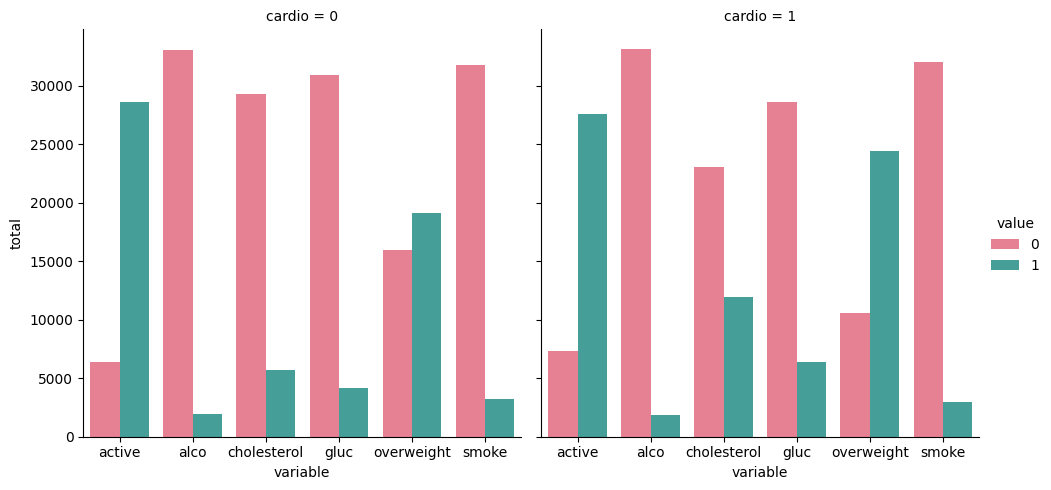 cardio = 0
cardio = 1
total
30000
25000
20000
15000
10000
5000
0
active alco cholesterol gluc overweight smoke
variable
active alco cholesterol gluc overweight smoke
variable
value
0
1